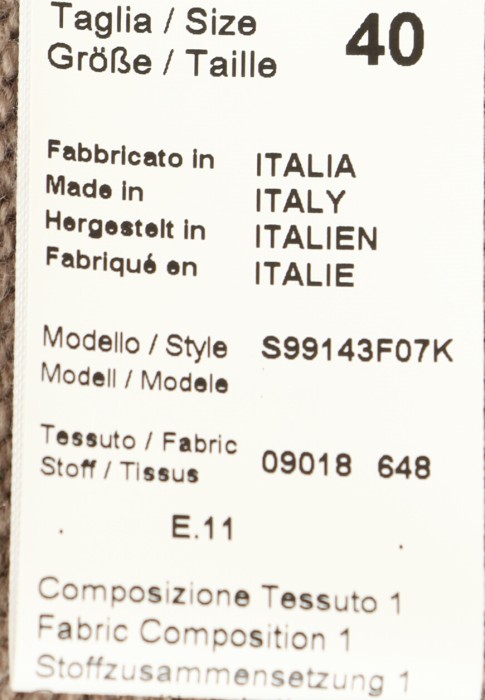 Taglia / Size 40
Größe / Taille
Fabbricato in ITALIA
Made in ITALY
Hergestelt in ITALIEN
Fabriqué en ITALIE
Modello / Style S99143F07K
Modell / Modele
Tessuto / Fabric 09018 648
Stoff / Tissus
E.11
Composizione Tessuto 1
Fabric Composition 1
Stoffzusammensetzung 1